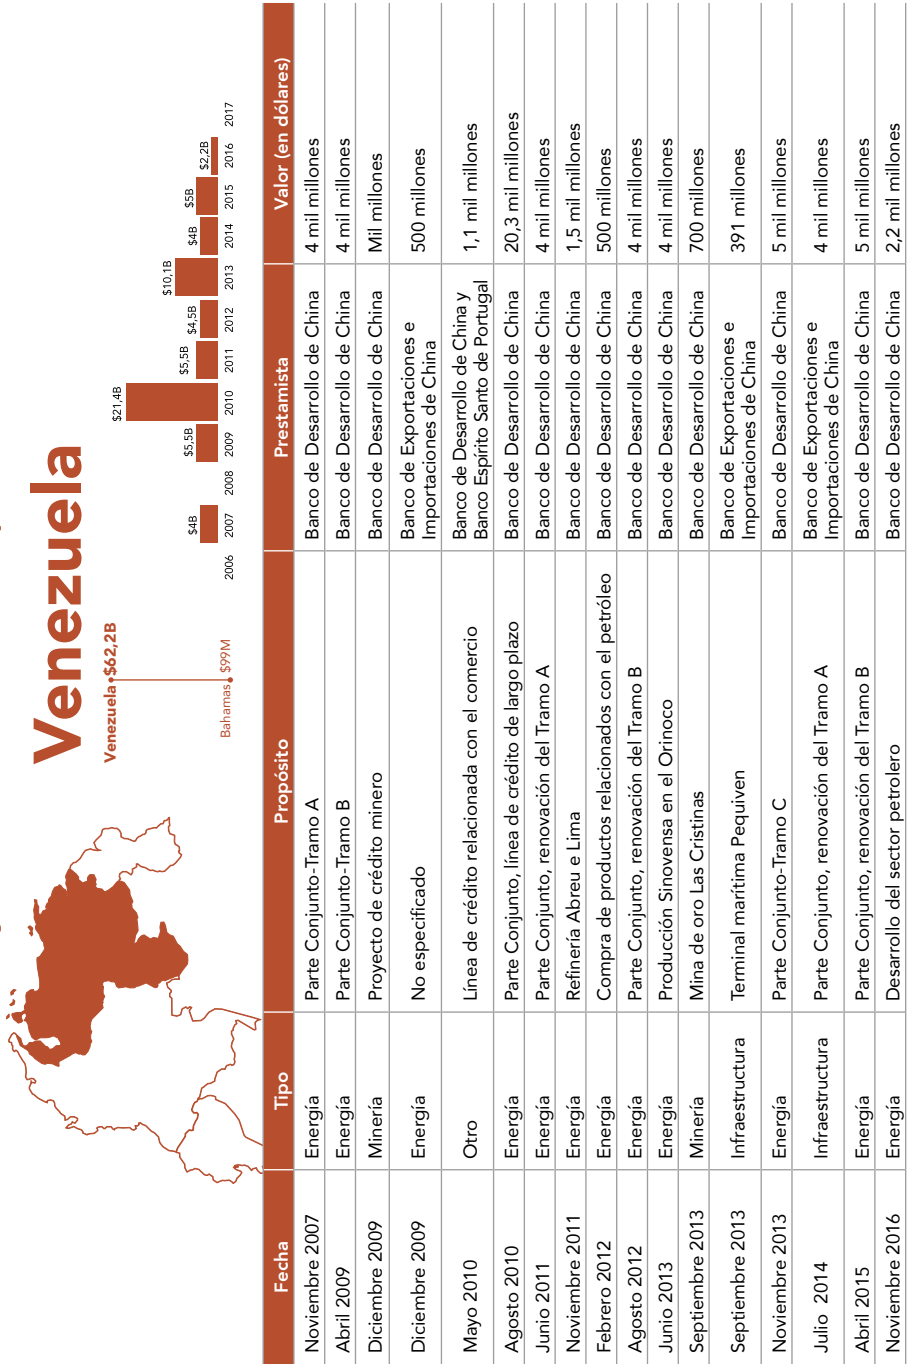 Venezuela
Venezuela $62,2B
Bahamas $99M
$4B
$5,5B
$21,4B
$5,5B
$4,5B
$10,1B
$4B
$5B
$2,2B
2006 2007 2008 2009 2010 2011 2012 2013 2014 2015 2016 2017
Fecha Tipo Propósito Prestamista Valor (en dólares)
Noviembre 2007 Energía Parte Conjunto-Tramo A Banco de Desarrollo de China 4 mil millones
Abril 2009 Energía Parte Conjunto-Tramo B Banco de Desarrollo de China 4 mil millones
Diciembre 2009 Minería Proyecto de crédito minero Banco de Desarrollo de China Mil millones
Diciembre 2009 Energía No especificado Banco de Exportaciones e
Importaciones de China 500 millones
Mayo 2010 Otro Línea de crédito relacionada con el comercio Banco de Desarrollo de China y
Banco Espírito Santo de Portugal 1,1 mil millones
Agosto 2010 Energía Parte Conjunto, línea de crédito de largo plazo Banco de Desarrollo de China 20,3 mil millones
Junio 2011 Energía Parte Conjunto, renovación del Tramo A Banco de Desarrollo de China 4 mil millones
Noviembre 2011 Energía Refinería Abreu e Lima Banco de Desarrollo de China 1,5 mil millones
Febrero 2012 Energía Compra de productos relacionados con el petróleo Banco de Desarrollo de China 500 millones
Agosto 2012 Energía Parte Conjunto, renovación del Tramo B Banco de Desarrollo de China 4 mil millones
Junio 2013 Energía Producción Sinovensa en el Orinoco Banco de Desarrollo de China 4 mil millones
Septiembre 2013 Minería Mina de oro Las Cristinas Banco de Desarrollo de China 700 millones
Septiembre 2013 Infraestructura Terminal marítima Pequiven Banco de Exportaciones e
Importaciones de China 391 millones
Noviembre 2013 Energía Parte Conjunto-Tramo C Banco de Desarrollo de China 5 mil millones
Julio 2014 Infraestructura Parte Conjunto, renovación del Tramo A Banco de Exportaciones e
Importaciones de China 4 mil millones
Abril 2015 Energía Parte Conjunto, renovación del Tramo B Banco de Desarrollo de China 5 mil millones
Noviembre 2016 Energía Desarrollo del sector petrolero Banco de Desarrollo de China 2,2 mil millones